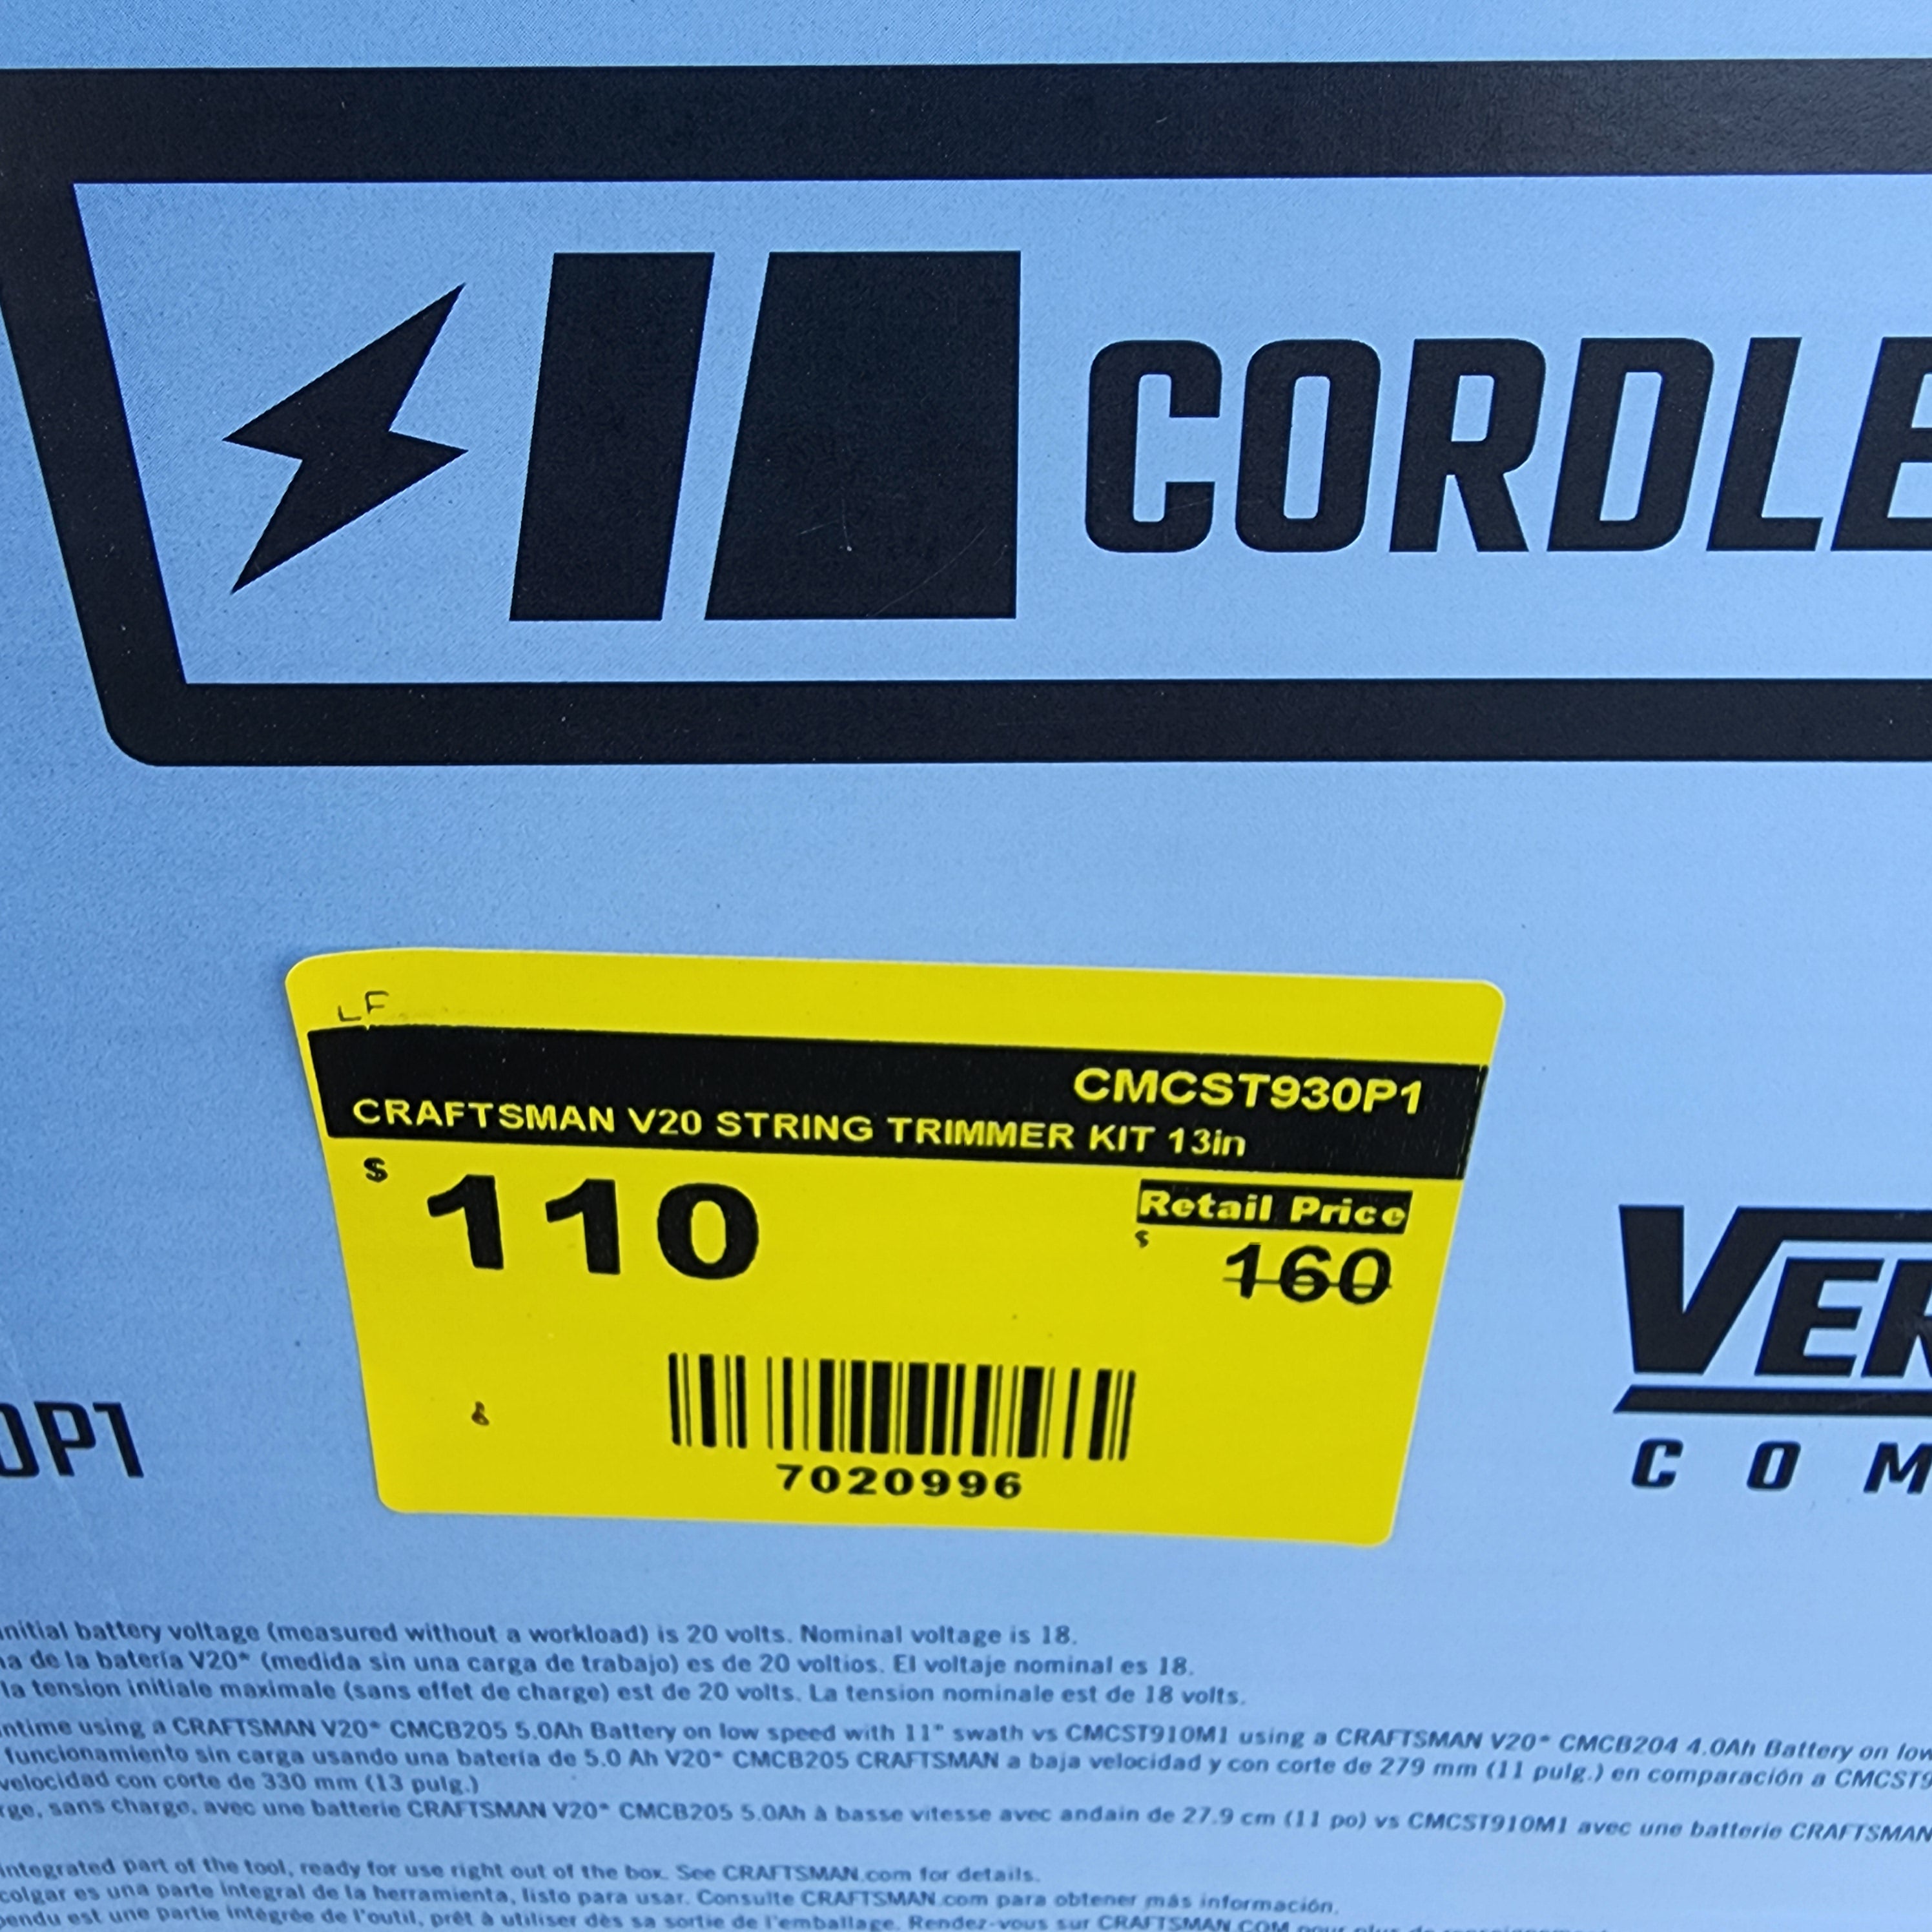 CORDLE
LF
CMCST930P1
CRAFTSMAN V20 STRING TRIMMER KIT 13in
$ 110
Retail Price
$ 160
7020996
0P1
VER
COM
initial battery voltage (measured without a workload) is 20 volts. Nominal voltage is 18.
na de la batería V20* (medida sin una carga de trabajo) es de 20 voltios. El voltaje nominal es 18.
la tension initiale maximale (sans effet de charge) est de 20 volts. La tension nominale est de 18 volts.
ntime using a CRAFTSMAN V20* CMCB205 5.0Ah Battery on low speed with 11" swath vs CMCST910M1 using a CRAFTSMAN V20* CMCB204 4.0Ah Battery on low
funcionamiento sin carga usando una batería de 5.0 Ah V20* CMCB205 CRAFTSMAN a baja velocidad y con corte de 279 mm (11 pulg.) en comparación a CMCST9
velocidad con corte de 330 mm (13 pulg.)
rge, sans charge, avec une batterie CRAFTSMAN V20* CMCB205 5.0Ah à basse vitesse avec andain de 27.9 cm (11 po) vs CMCST910M1 avec une batterie CRAFTSMAN
integrated part of the tool, ready for use right out of the box. See CRAFTSMAN.com for details.
colgar es una parte integral de la herramienta, listo para usar. Consulte CRAFTSMAN.com para obtener más información.
pendu est une partie intégrée de l'outil, prêt à utiliser dès sa sortie de l'emballage. Rendez-vous sur CRAFTSMAN.COM